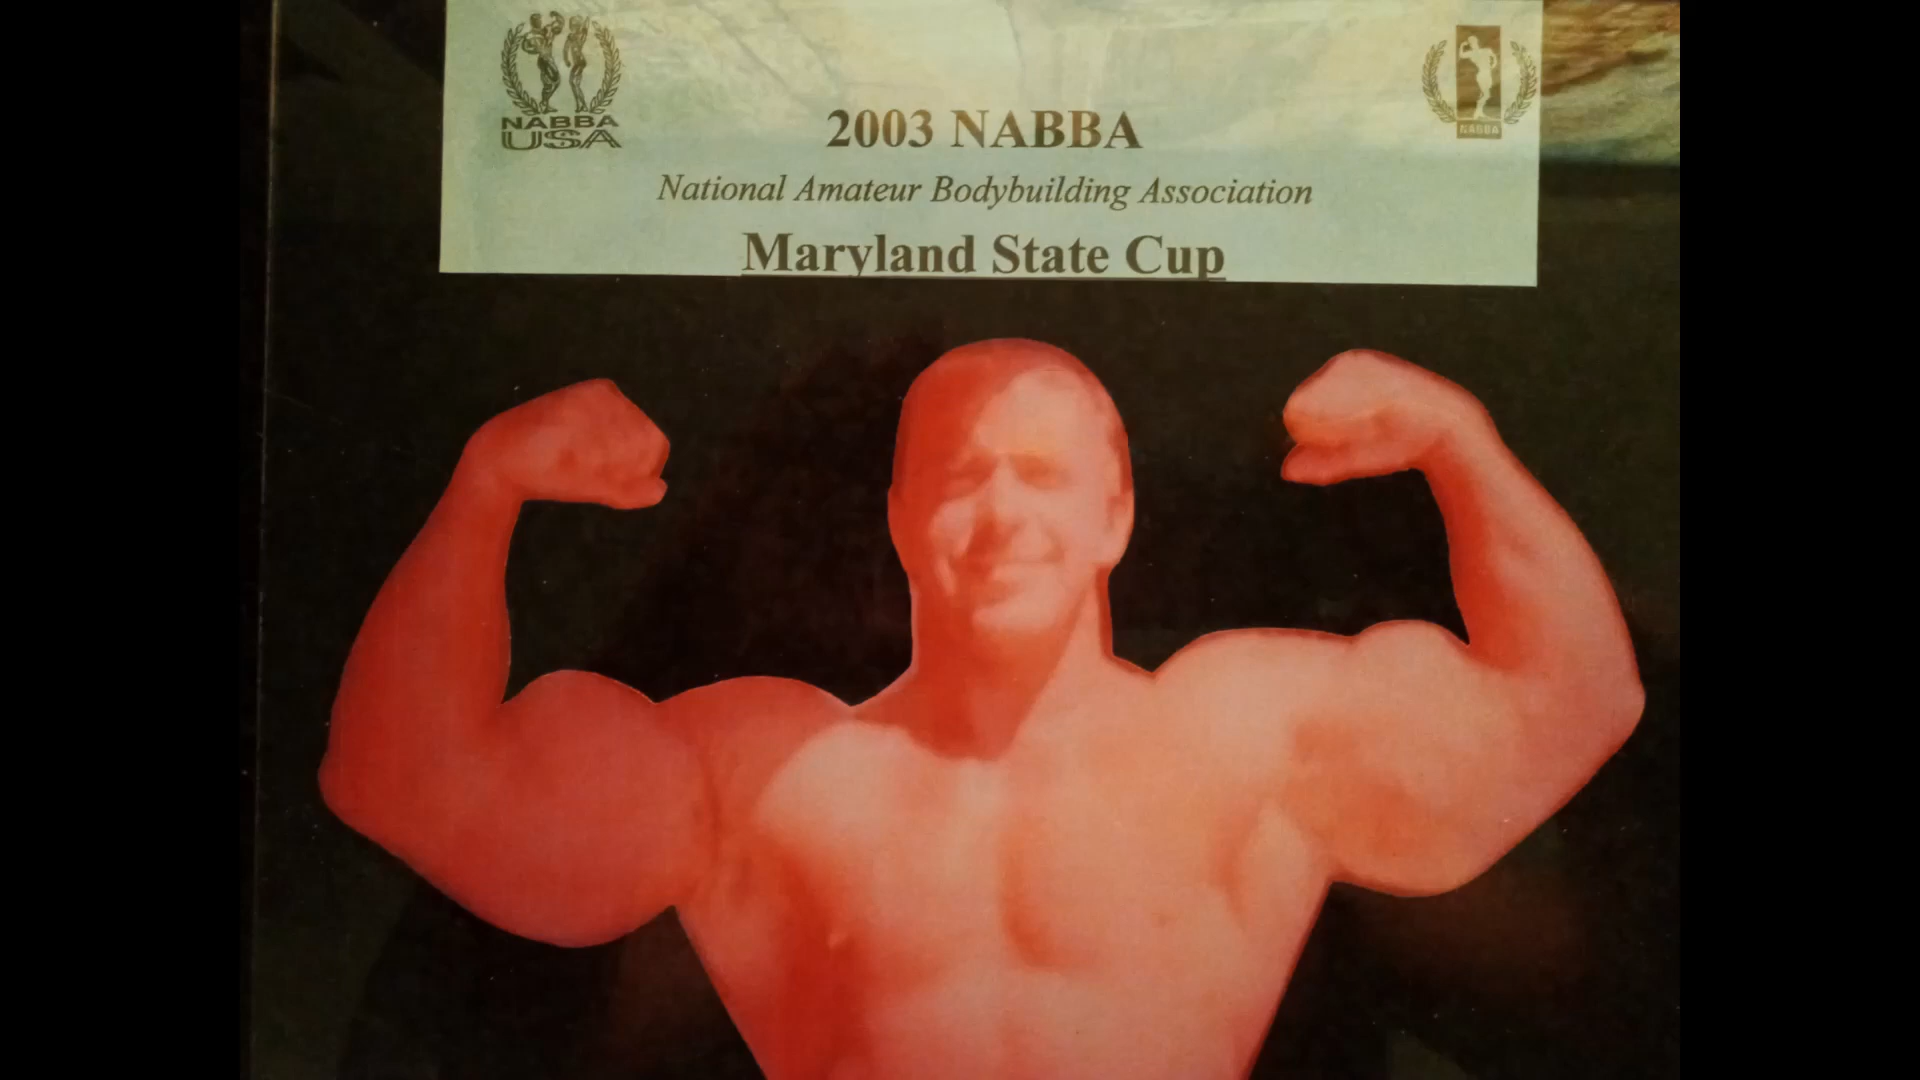 NABBA
USA
2003 NABBA
NABBA
National Amateur Bodybuilding Association
Maryland State Cup